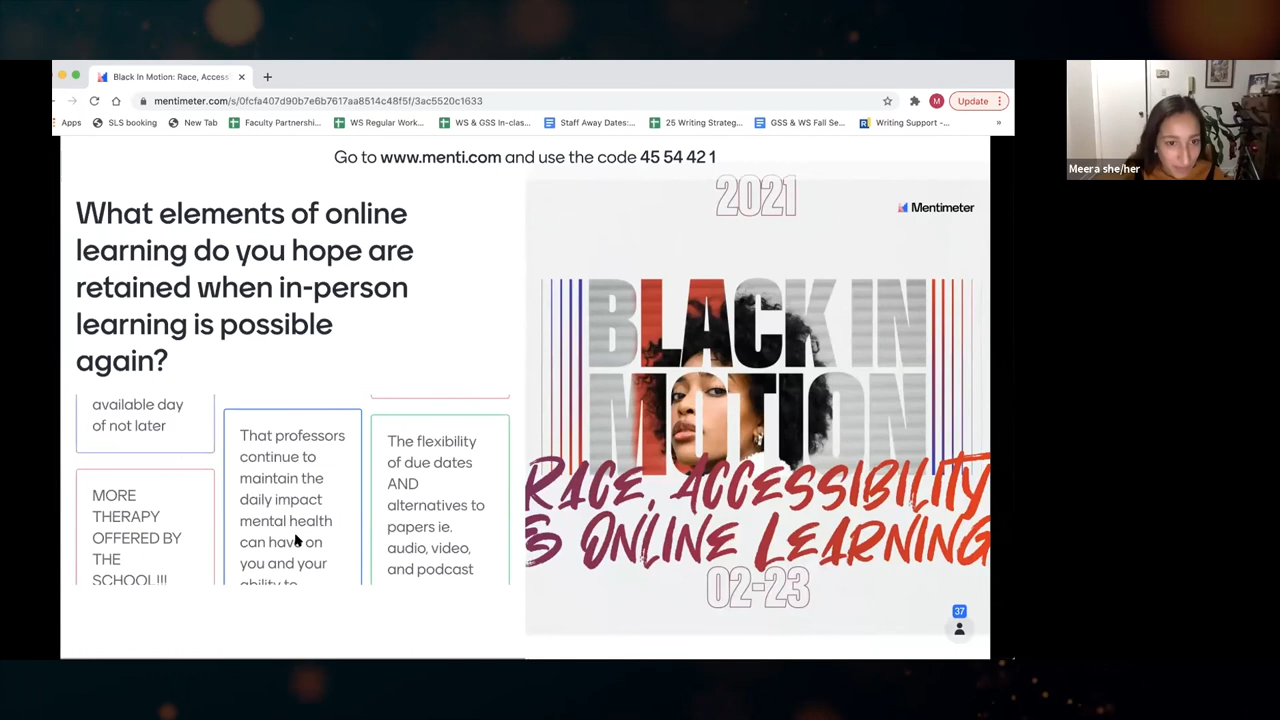 Black In Motion: Race, Access
mentimeter.com/s/0fcfa407d90b7e6b7617aa8514c48f5f/3ac5520c1633
M
Update
Apps
SLS booking
New Tab
Faculty Partnershi...
WS Regular Work...
WS & GSS In-clas...
Staff Away Dates:...
25 Writing Strateg...
GSS & WS Fall Se...
Writing Support -...
»
Go to www.menti.com and use the code 45 54 42 1
What elements of online
learning do you hope are
retained when in-person
learning is possible
again?
available day
of not later
MORE
THERAPY
OFFERED BY
THE
SCHOOL!!!
That professors
continue to
maintain the
daily impact
mental health
can have on
you and your
ability to
The flexibility
of due dates
AND
alternatives to
papers ie.
audio, video,
and podcast
2021
Mentimeter
BLACK IN
MOTION
RACE, ACCESSIBILITY
& ONLINE LEARNING
02-23
37
Meera she/her